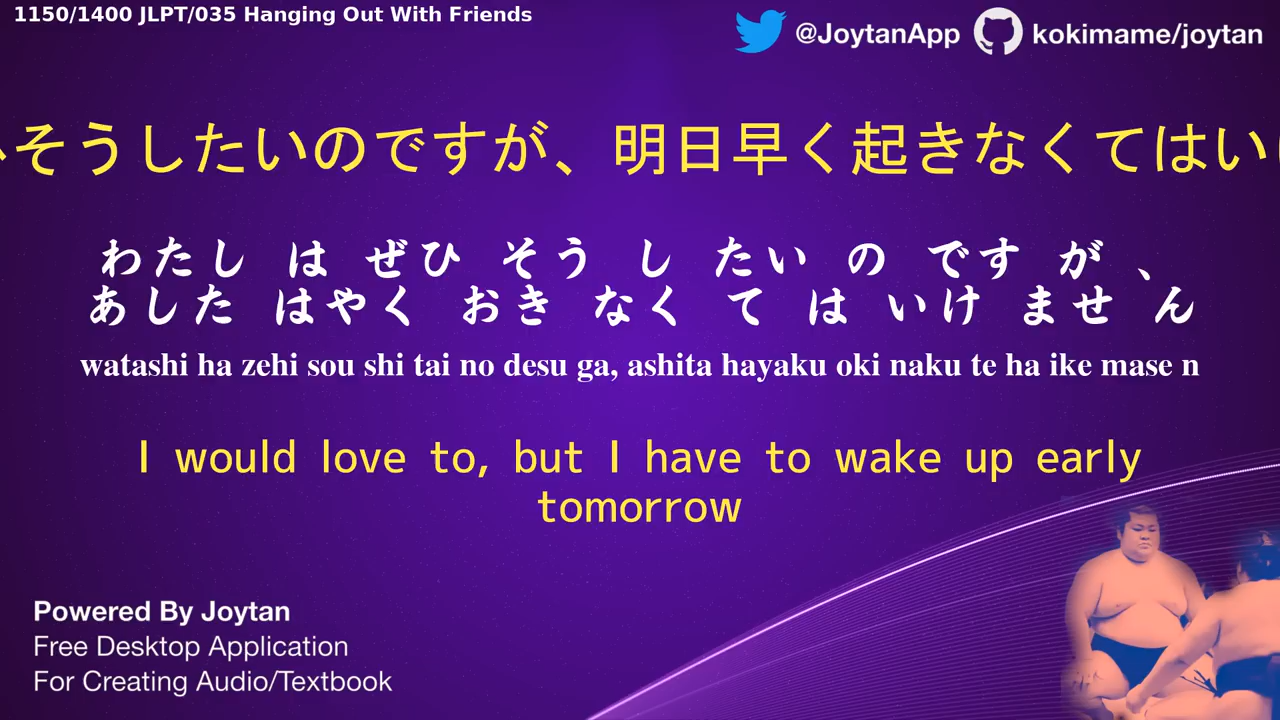 1150/1400 JLPT/035 Hanging Out With Friends
@JoytanApp kokimame/joytan
そうしたいのですが、明日早く起きなくてはい
わたし は ぜひ そう し たい の です が 、
あした はやく おき なく て は いけ ませ ん
watashi ha zehi sou shi tai no desu ga, ashita hayaku oki naku te ha ike mase n
I would love to, but I have to wake up early
tomorrow
Powered By Joytan
Free Desktop Application
For Creating Audio/Textbook